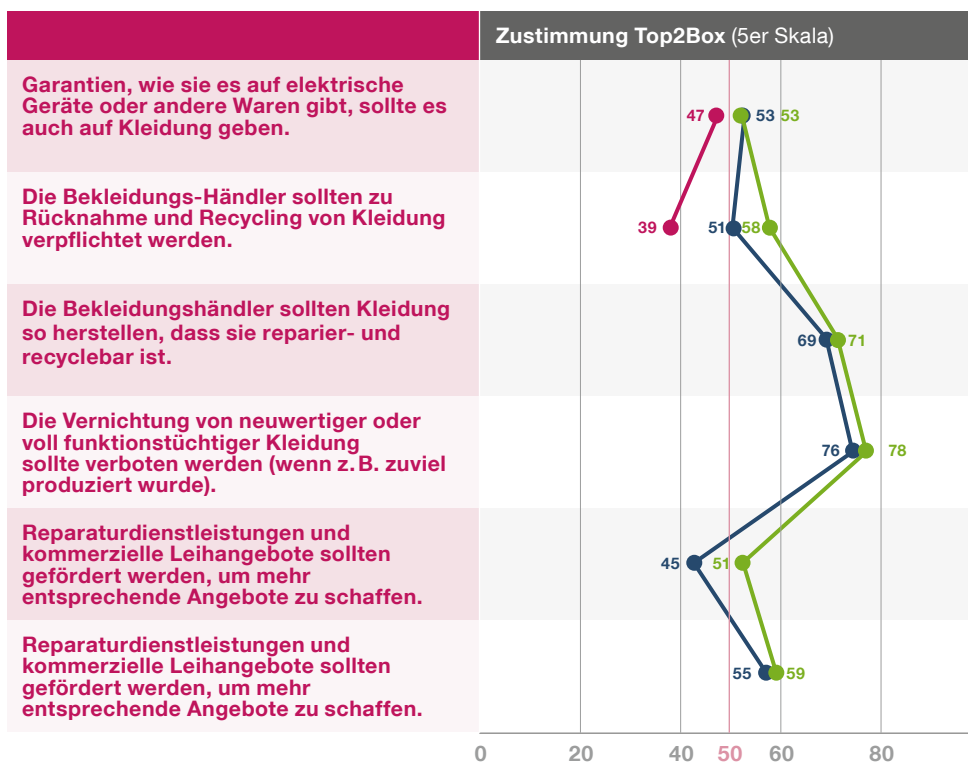 Zustimmung Top2Box (5er Skala)
Garantien, wie sie es auf elektrische
Geräte oder andere Waren gibt, sollte es
auch auf Kleidung geben.
47 53 53
Die Bekleidungs-Händler sollten zu
Rücknahme und Recycling von Kleidung
verpflichtet werden.
39 51 58
Die Bekleidungshändler sollten Kleidung
so herstellen, dass sie reparier- und
recyclebar ist.
69 71
Die Vernichtung von neuwertiger oder
voll funktionstüchtiger Kleidung
sollte verboten werden (wenn z. B. zuviel
produziert wurde).
76 78
Reparaturdienstleistungen und
kommerzielle Leihangebote sollten
gefördert werden, um mehr
entsprechende Angebote zu schaffen.
45 51
Reparaturdienstleistungen und
kommerzielle Leihangebote sollten
gefördert werden, um mehr
entsprechende Angebote zu schaffen.
55 59
0 20 40 50 60 80